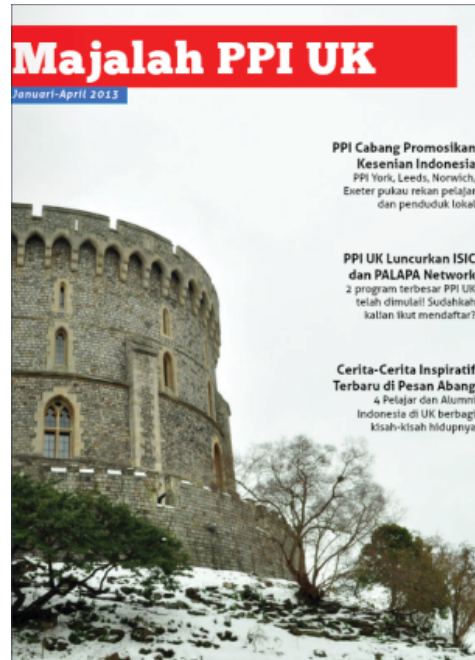 Majalah PPI UK
Januari-April 2013
PPI Cabang Promosikan
Kesenian Indonesia
PPI York, Leeds, Norwich,
Exeter pukau rekan pelajar
dan penduduk lokal
PPI UK Luncurkan ISIC
dan PALAPA Network
2 program terbesar PPI UK
telah dimulai! Sudahkah
kalian ikut mendaftar?
Cerita-Cerita Inspiratif
Terbaru di Pesan Abang
4 Pelajar dan Alumni
Indonesia di UK berbagi
kisah-kisah hidupnya